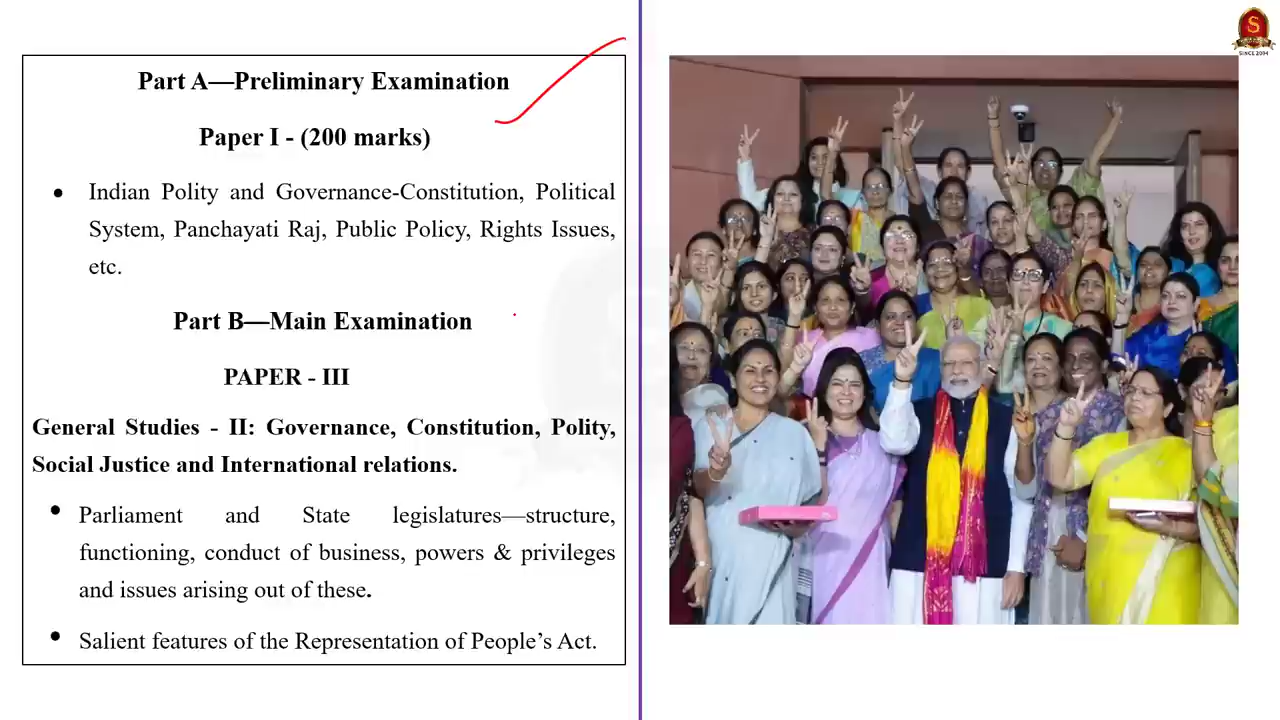 Part A—Preliminary Examination
Paper I - (200 marks)
• Indian Polity and Governance-Constitution, Political
System, Panchayati Raj, Public Policy, Rights Issues,
etc.
Part B—Main Examination
PAPER - III
General Studies - II: Governance, Constitution, Polity,
Social Justice and International relations.
• Parliament and State legislatures—structure,
functioning, conduct of business, powers & privileges
and issues arising out of these.
• Salient features of the Representation of People's Act.
S
SINCE 2004